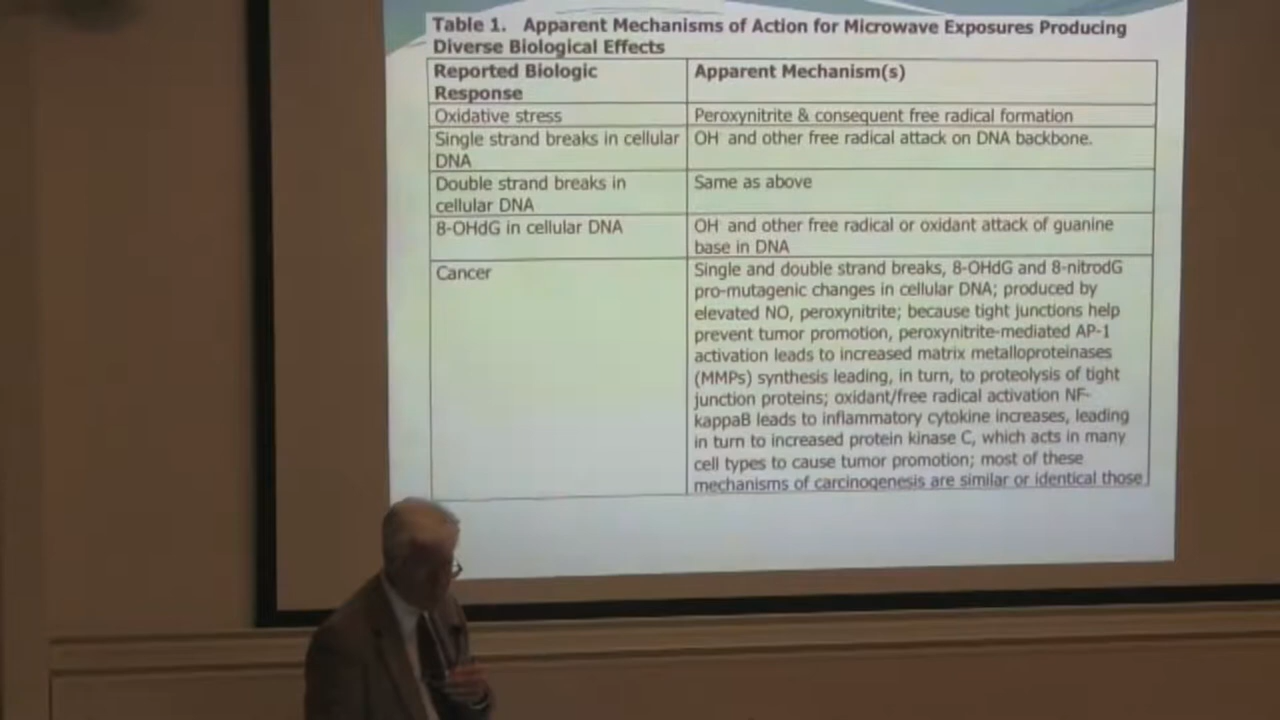 Table 1. Apparent Mechanisms of Action for Microwave Exposures Producing
Diverse Biological Effects
Reported Biologic
Response
Apparent Mechanism(s)
Oxidative stress
Peroxynitrite & consequent free radical formation
Single strand breaks in cellular
DNA
OH and other free radical attack on DNA backbone.
Double strand breaks in
cellular DNA
Same as above
8-OHdG in cellular DNA
OH and other free radical or oxidant attack of guanine
base in DNA
Cancer
Single and double strand breaks, 8-OHdG and 8-nitrodG
pro-mutagenic changes in cellular DNA; produced by
elevated NO, peroxynitrite; because tight junctions help
prevent tumor promotion, peroxynitrite-mediated AP-1
activation leads to increased matrix metalloproteinases
(MMPs) synthesis leading, in turn, to proteolysis of tight
junction proteins; oxidant/free radical activation NF-
kappaB leads to inflammatory cytokine increases, leading
in turn to increased protein kinase C, which acts in many
cell types to cause tumor promotion; most of these
mechanisms of carcinogenesis are similar or identical those